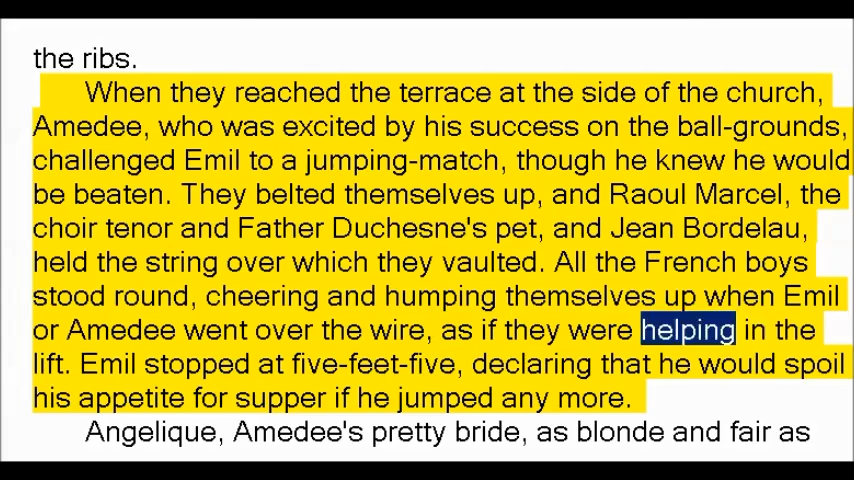 the ribs.
When they reached the terrace at the side of the church,
Amedee, who was excited by his success on the ball-grounds,
challenged Emil to a jumping-match, though he knew he would
be beaten. They belted themselves up, and Raoul Marcel, the
choir tenor and Father Duchesne's pet, and Jean Bordelau,
held the string over which they vaulted. All the French boys
stood round, cheering and humping themselves up when Emil
or Amedee went over the wire, as if they were helping in the
lift. Emil stopped at five-feet-five, declaring that he would spoil
his appetite for supper if he jumped any more.
Angelique, Amedee's pretty bride, as blonde and fair as